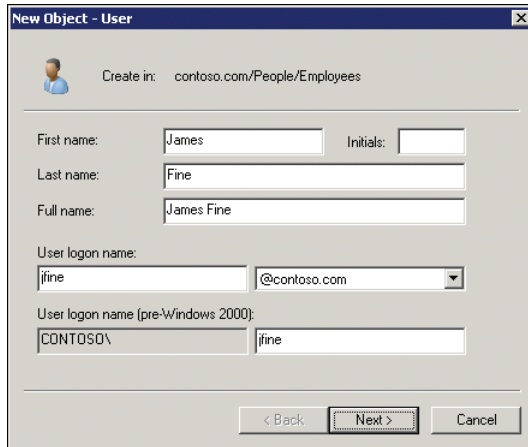 New Object - User
Create in: contoso.com/People/Employees
First name: James Initials:
Last name: Fine
Full name: James Fine
User logon name:
jfine @contoso.com
User logon name (pre-Windows 2000):
CONTOSO\ jfine
< Back Next > Cancel